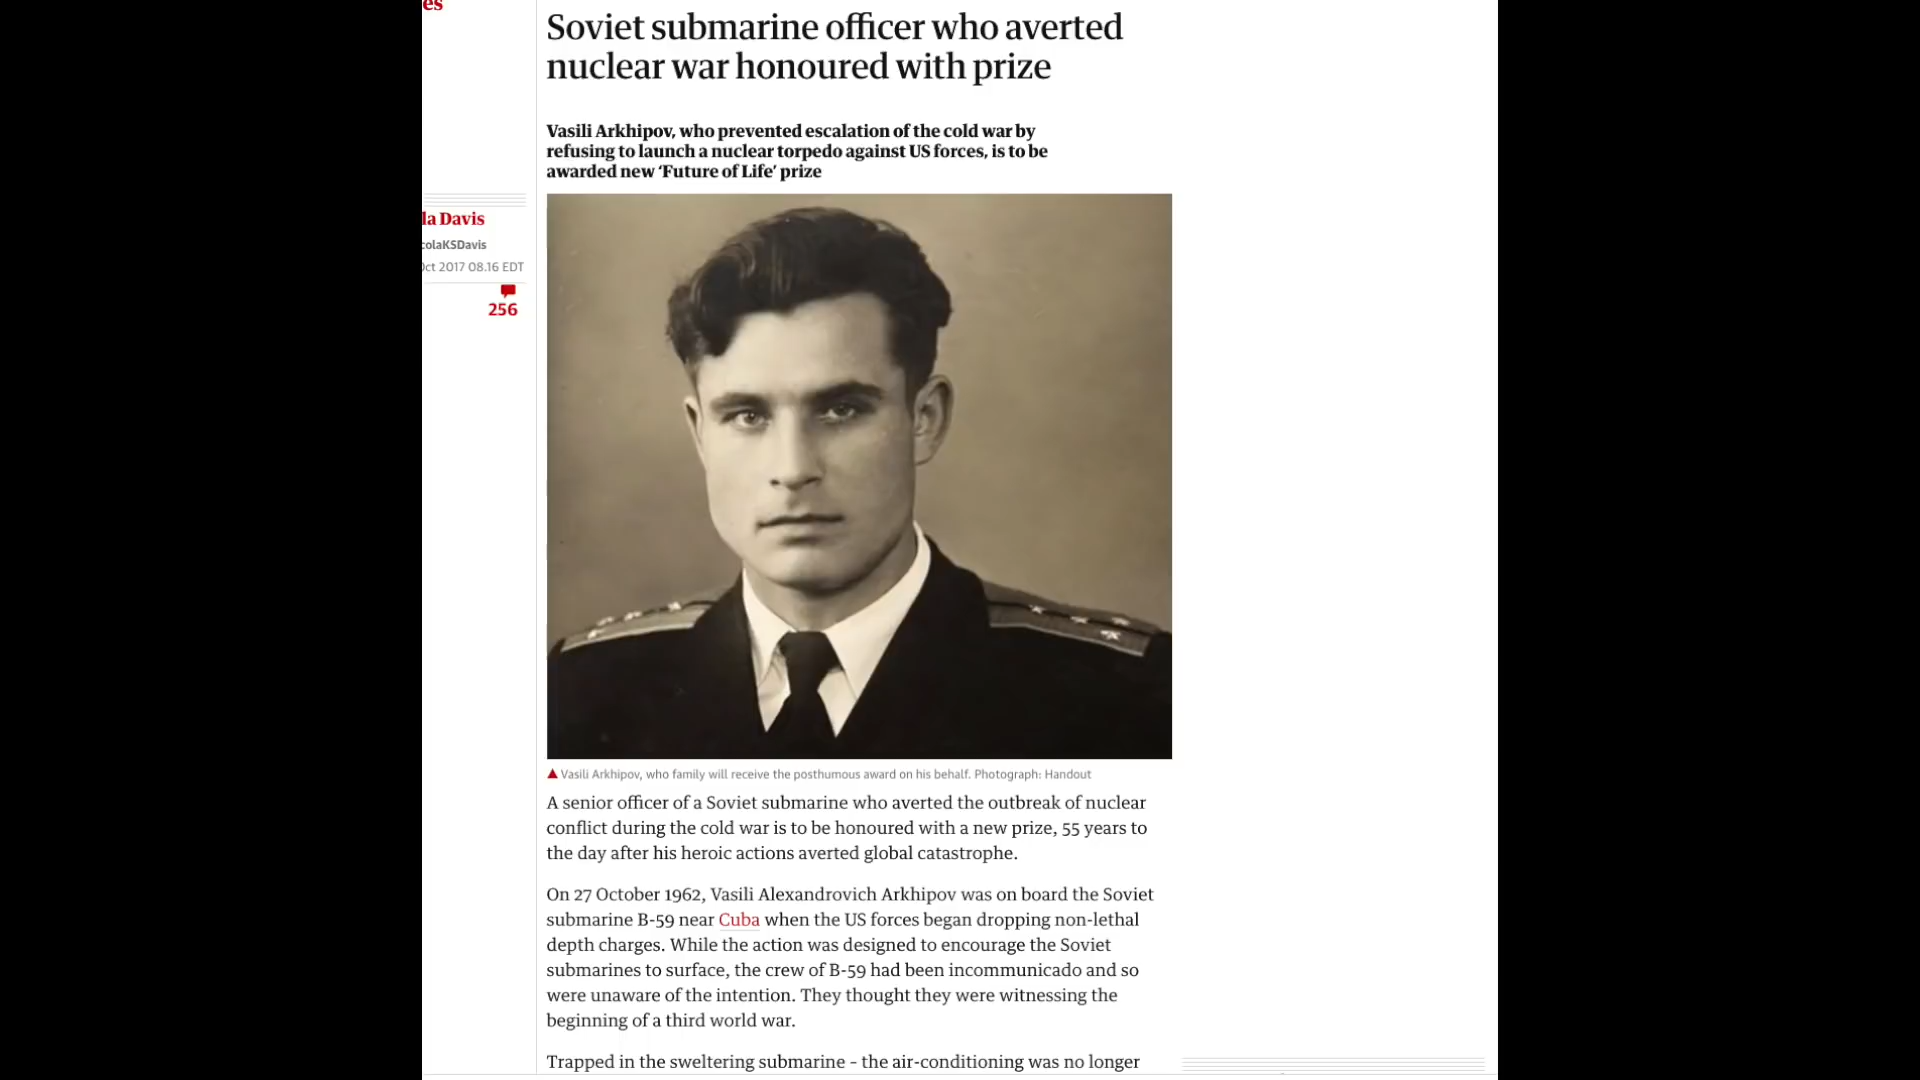 es
Soviet submarine officer who averted
nuclear war honoured with prize
Vasili Arkhipov, who prevented escalation of the cold war by
refusing to launch a nuclear torpedo against US forces, is to be
awarded new ‘Future of Life’ prize
la Davis
colaKSDavis
Oct 2017 08.16 EDT
256
Vasili Arkhipov, who family will receive the posthumous award on his behalf. Photograph: Handout
A senior officer of a Soviet submarine who averted the outbreak of nuclear
conflict during the cold war is to be honoured with a new prize, 55 years to
the day after his heroic actions averted global catastrophe.
On 27 October 1962, Vasili Alexandrovich Arkhipov was on board the Soviet
submarine B-59 near Cuba when the US forces began dropping non-lethal
depth charges. While the action was designed to encourage the Soviet
submarines to surface, the crew of B-59 had been incommunicado and so
were unaware of the intention. They thought they were witnessing the
beginning of a third world war.
Trapped in the sweltering submarine – the air-conditioning was no longer